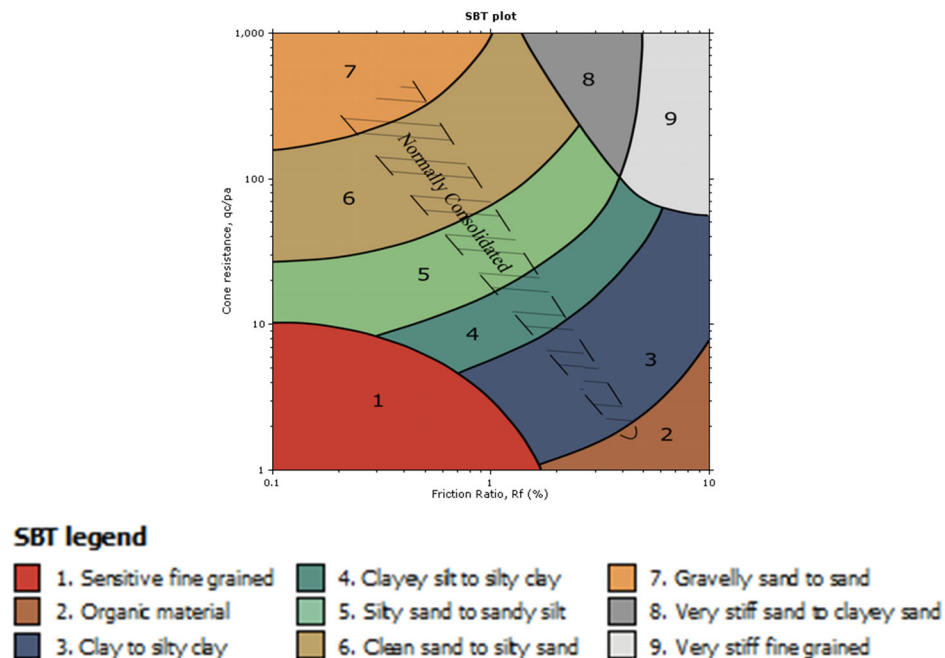 SBT plot
1,000
100
10
1
Cone resistance, qc/pa
7
8
9
6
5
4
3
1
2
Normally Consolidated
0.1
1
10
Friction Ratio, Rf (%)
SBT legend
1. Sensitive fine grained
4. Clayey silt to silty clay
7. Gravelly sand to sand
2. Organic material
5. Silty sand to sandy silt
8. Very stiff sand to clayey sand
3. Clay to silty clay
6. Clean sand to silty sand
9. Very stiff fine grained